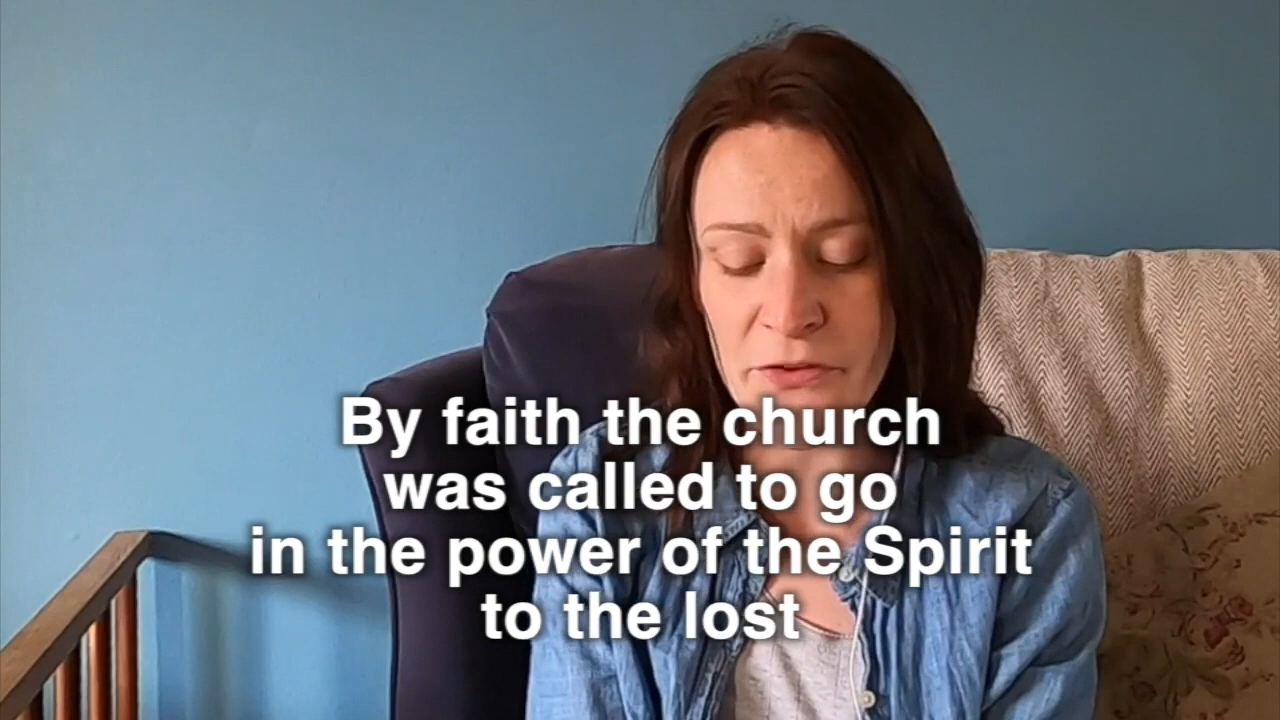 By faith the church
was called to go
in the power of the Spirit
to the lost